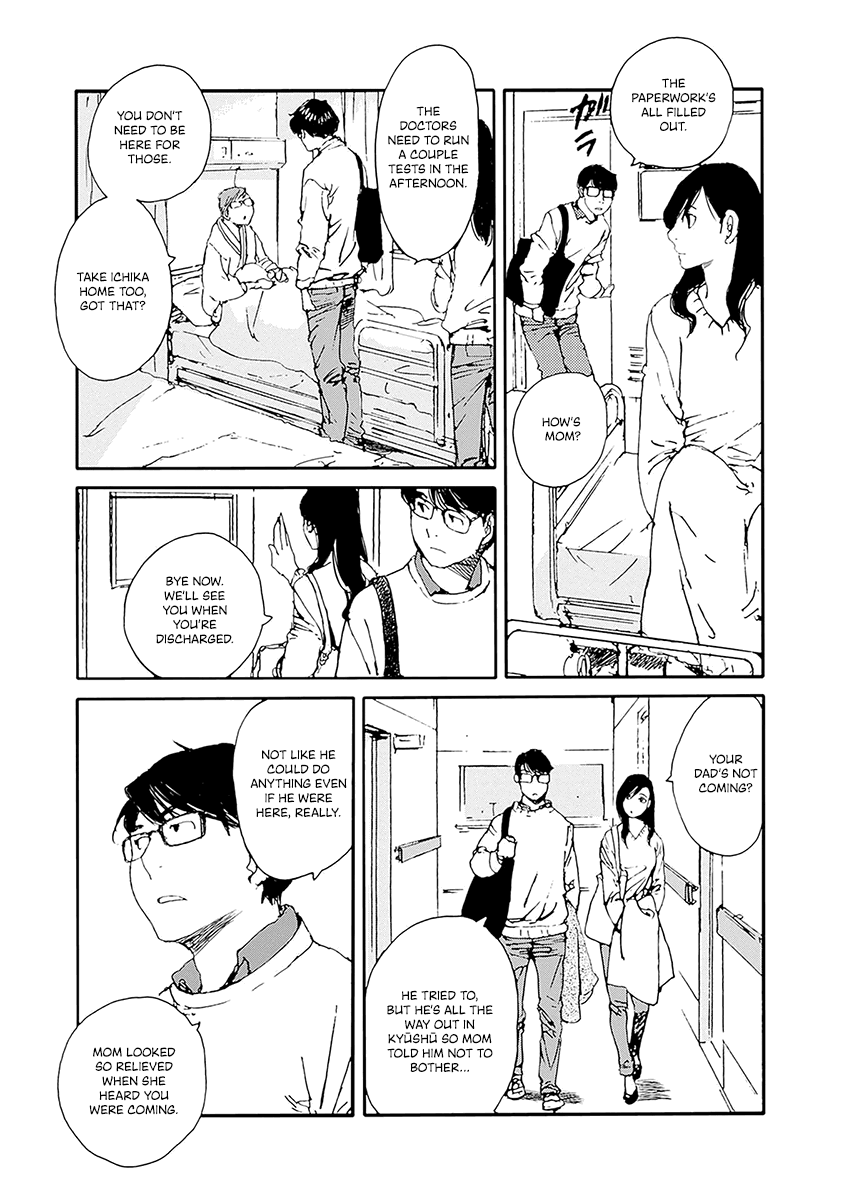 THE
PAPERWORK'S
ALL FILLED
OUT.
ガラ
HOW'S
MOM?
THE
DOCTORS
NEED TO RUN
A COUPLE
TESTS IN THE
AFTERNOON.
YOU DON'T
NEED TO BE
HERE FOR
THOSE.
TAKE ICHIKA
HOME TOO,
GOT THAT?
BYE NOW.
WE'LL SEE
YOU WHEN
YOU'RE
DISCHARGED.
YOUR
DAD'S NOT
COMING?
HE TRIED TO,
BUT HE'S ALL
THE WAY OUT IN
KYŪSHŪ SO MOM
TOLD HIM NOT TO
BOTHER...
NOT LIKE HE
COULD DO
ANYTHING EVEN
IF HE WERE
HERE, REALLY.
MOM LOOKED
SO RELIEVED
WHEN SHE
HEARD YOU
WERE COMING.